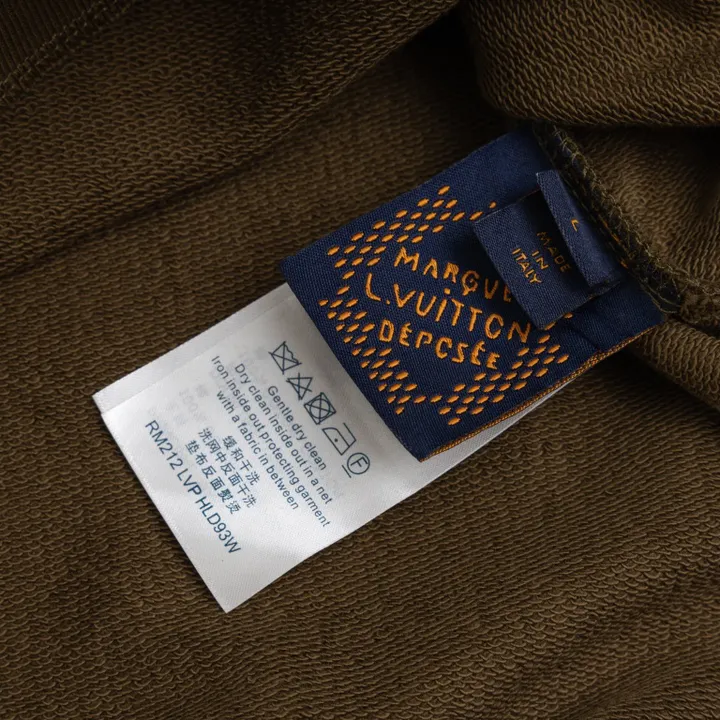 MARQUE
L.VUITTON
DÉPOSÉE
L
MADE
IN
ITALY
Gentle dry clean
Dry clean inside out in a net
Iron inside out protecting garment
with a fabric in between
缓和干洗
洗网中反面干洗
垫布反面熨烫
RM212 LVP HLD93W